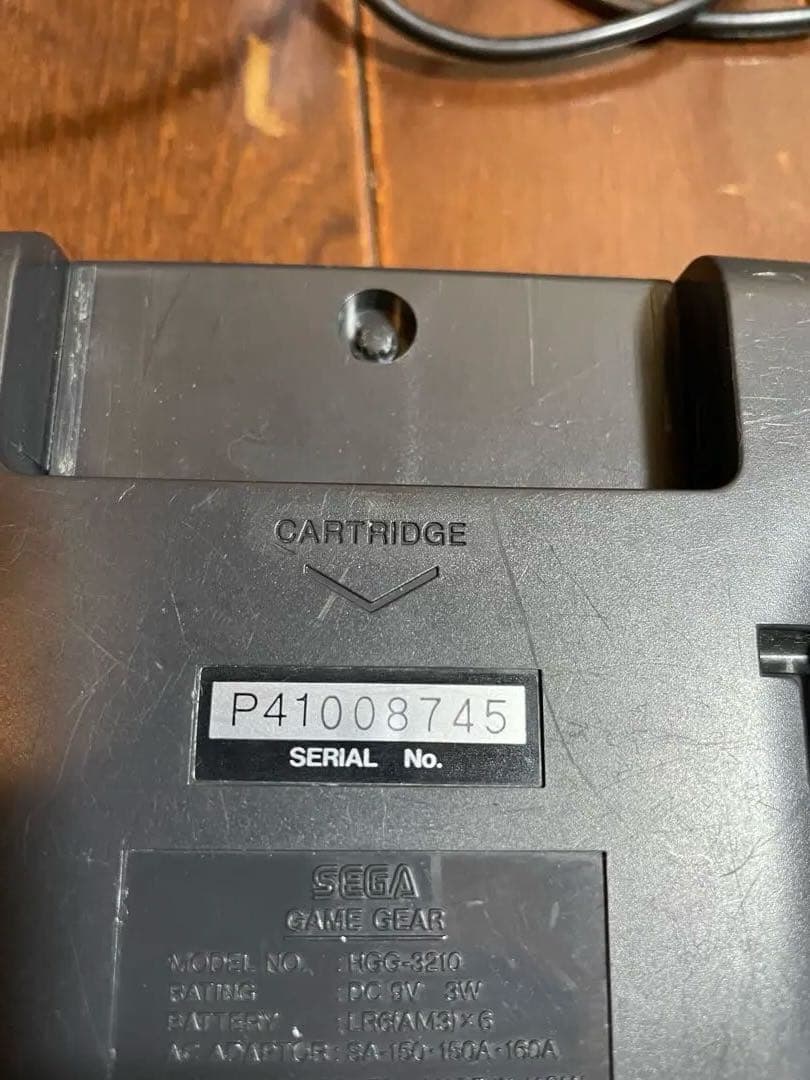 CARTRIDGE
P41008745
SERIAL No.
SEGA
GAME GEAR
MODEL NO. : HGG-3210
RATING : DC 9V 3W
BATTERY : LR6(AM3)×6
AC ADAPTOR : SA-150·150A·160A